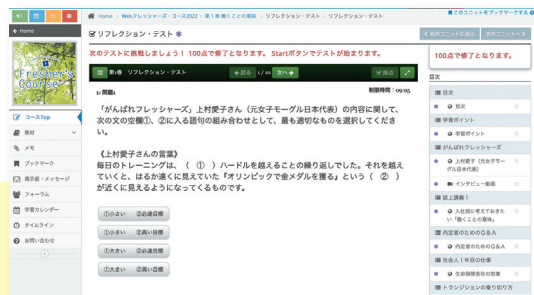 Home > Webフレッシャーズ・コース2022 > 第1巻 働くことの意味 > リフレクション・テスト > リフレクション・テスト
このユニットをブックマークする
Home
リフレクション・テスト
< 前のユニットに戻る
次のユニットへ >
Fresher's
Course
次のテストに挑戦しましょう! 100点で修了となります。 Startボタンでテストが始まります。
100点で修了となります。
第1巻 リフレクション・テスト
戻る
1 / 10
次へ
採点
目次
1: 問題1
制限時間:09:05
「がんばれフレッシャーズ」上村愛子さん(元女子モーグル日本代表)の内容に関して、
次の文の空欄①、②に入る語句の組み合わせとして、最も適切なものを選択してくださ
い。
《上村愛子さんの言葉》
毎日のトレーニングは、( ① )ハードルを越えることの繰り返しでした。それを越え
ていくと、はるか遠くに見えていた『オリンピックで金メダルを獲る』という( ② )
が近くに見えるようになってくるものです。
①小さい ②必達目標
①小さい ②高い目標
①大きい ②必達目標
①大きい ②高い目標
コースTop
教材
メモ
ブックマーク
掲示板・メッセージ
フォーラム
学習カレンダー
タイムライン
お問い合わせ
目次
目次
学習ポイント
学習ポイント
がんばれフレッシャーズ
上村愛子(元女子モー
グル日本代表)
インタビュー動画
誌上講義!
入社前に考えておきた
い「働くことの意味」
内定者のためのQ&A
内定者のためのQ&A
社会人1年目の仕事
生命保険会社の営業
トランジションの乗り切り方